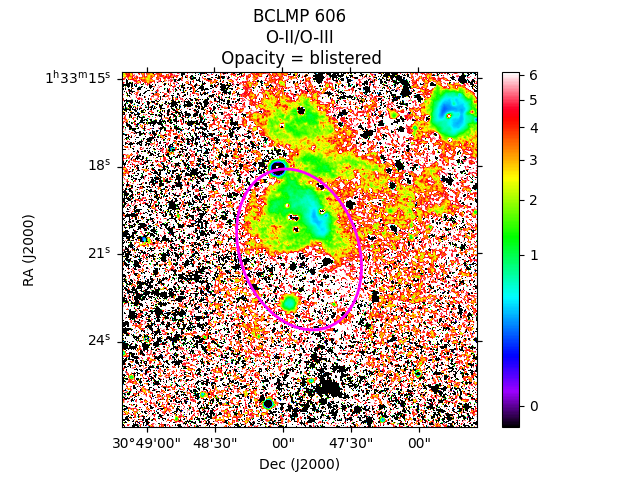 BCLMP 606
O-II/O-III
Opacity = blistered
1ʰ33ᵐ15ˢ
18ˢ
21ˢ
24ˢ
RA (J2000)
30°49'00" 48'30" 00" 47'30" 00"
Dec (J2000)
6
5
4
3
2
1
0